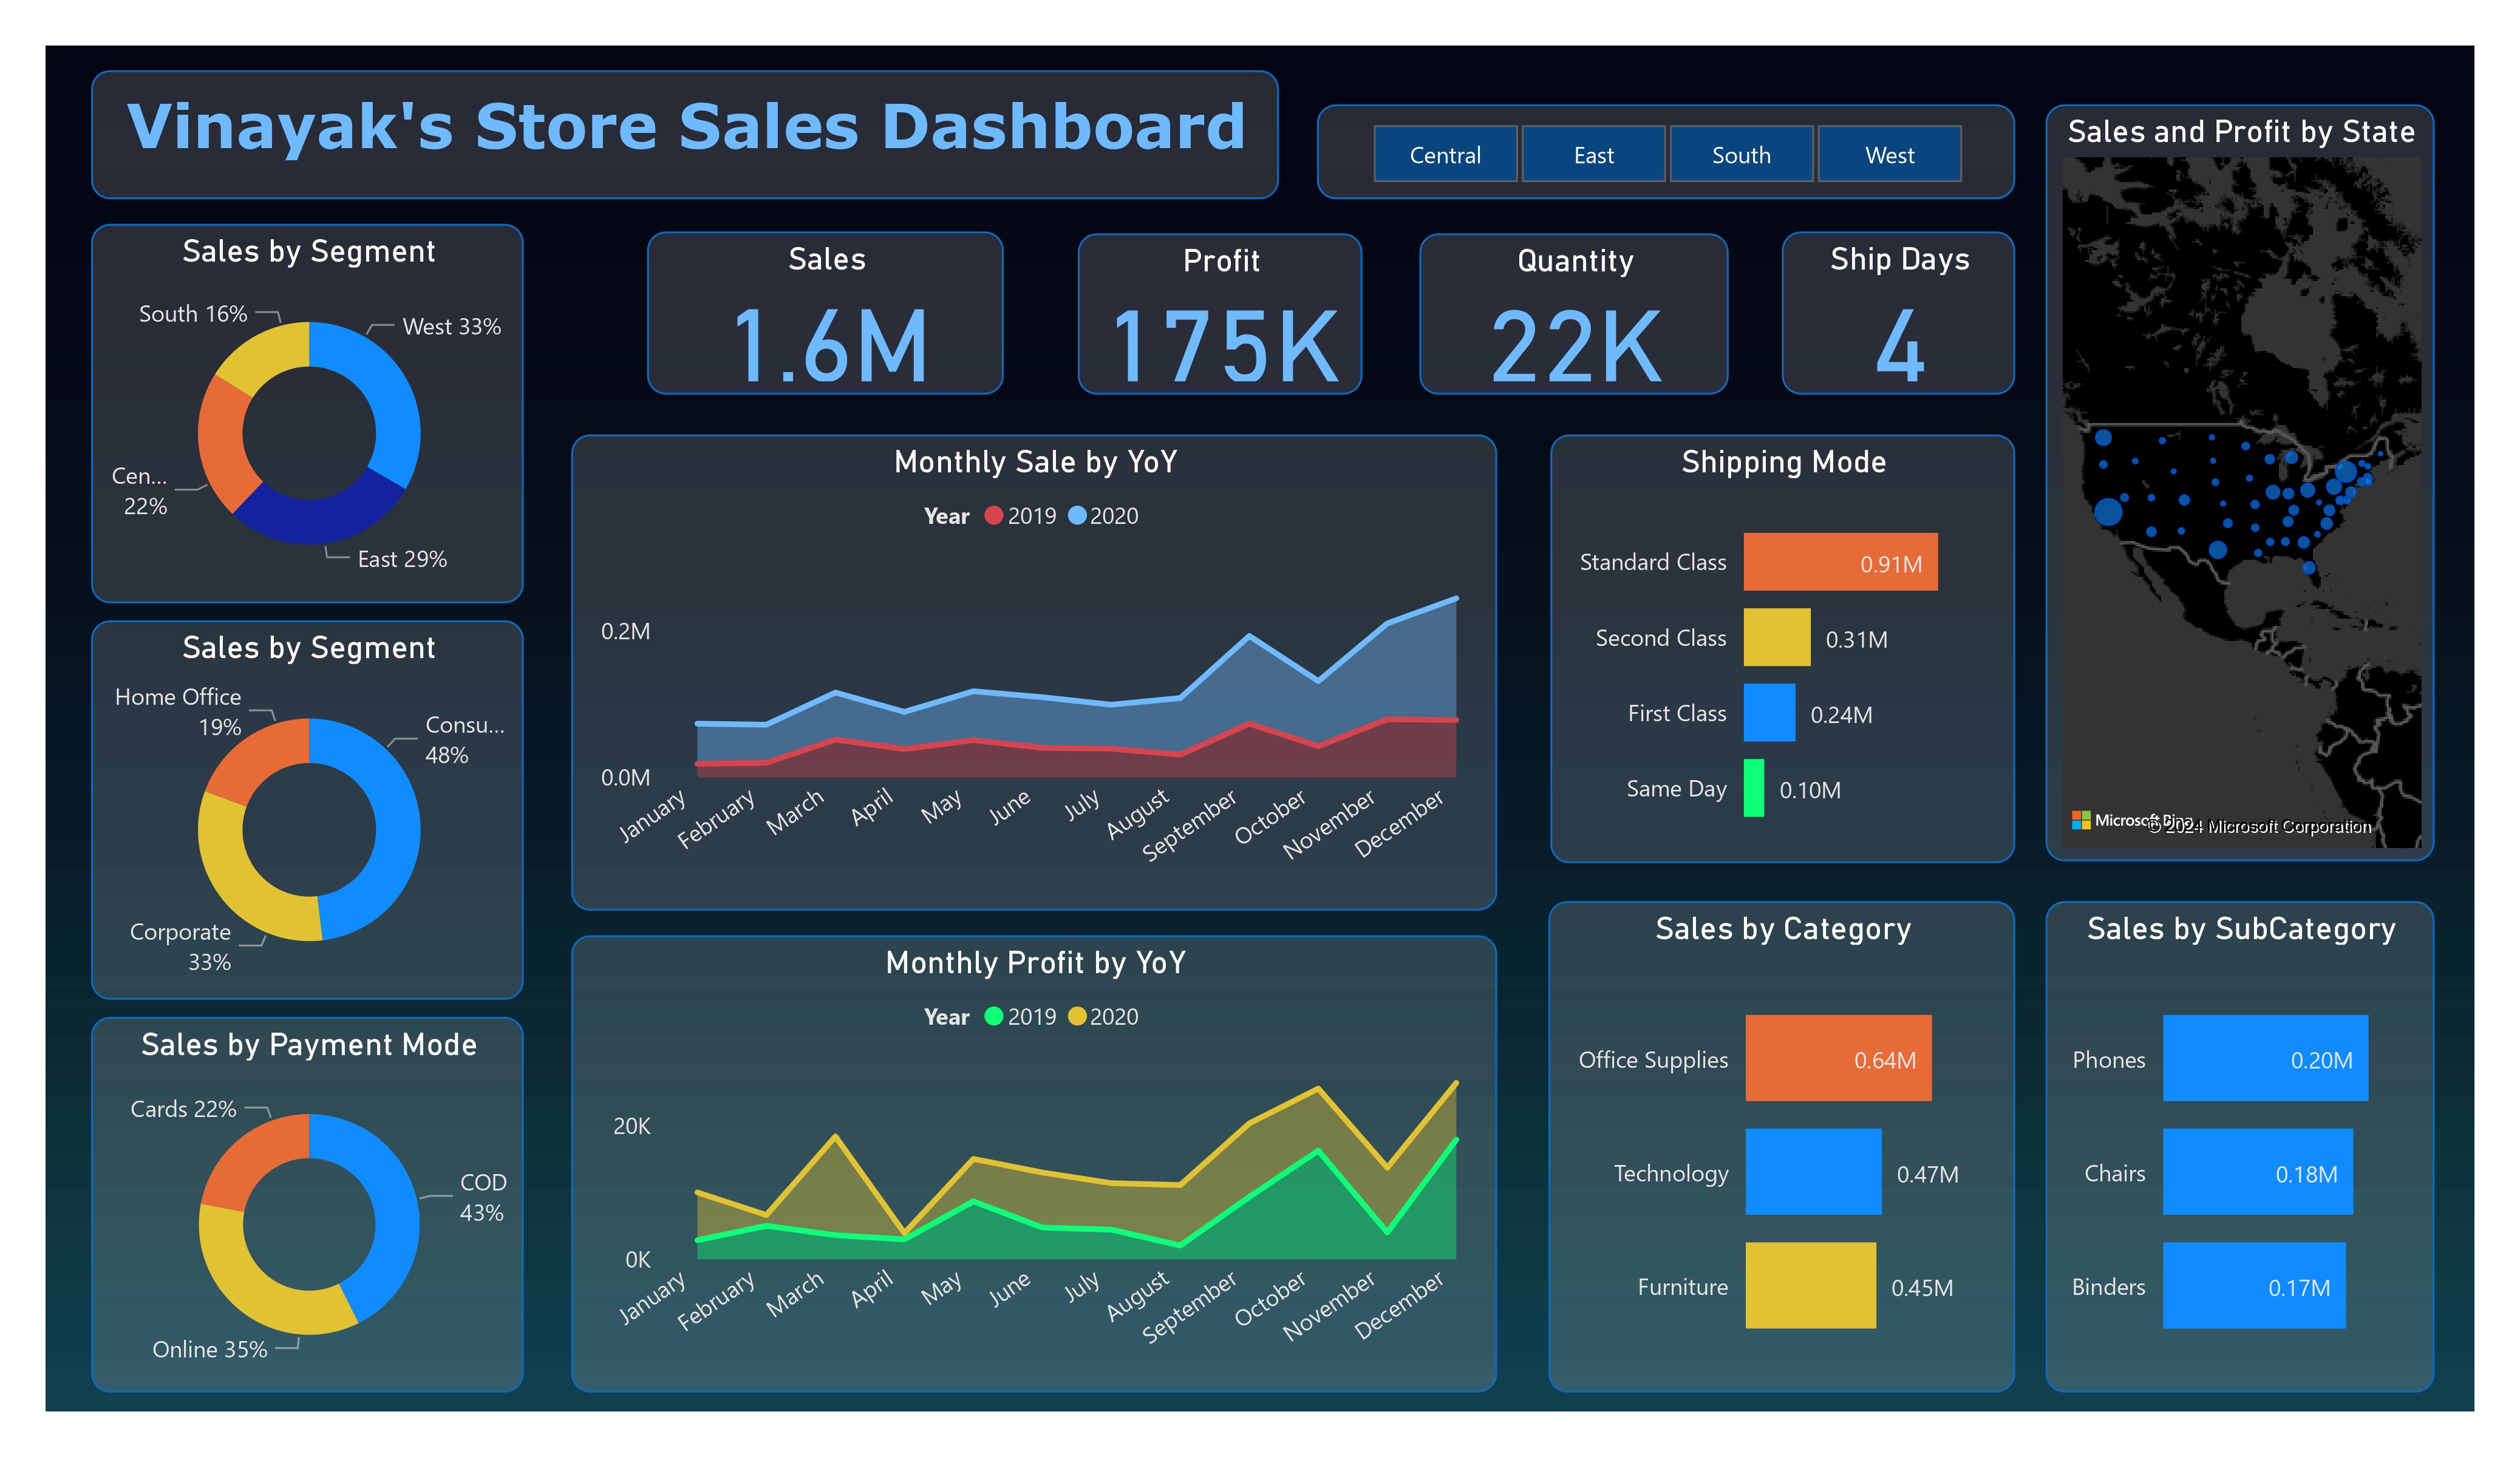 Vinayak's Store Sales Dashboard
Central
East
South
West
Sales and Profit by State
Microsoft Bing
© 2024 Microsoft Corporation
Sales by Segment
South 16%
West 33%
Cen...
22%
East 29%
Sales
1.6M
Profit
175K
Quantity
22K
Ship Days
4
Monthly Sale by YoY
Year 2019 2020
0.2M
0.0M
January
February
March
April
May
June
July
August
September
October
November
December
Shipping Mode
Standard Class 0.91M
Second Class 0.31M
First Class 0.24M
Same Day 0.10M
Sales by Segment
Home Office
19%
Consu...
48%
Corporate
33%
Monthly Profit by YoY
Year 2019 2020
20K
0K
January
February
March
April
May
June
July
August
September
October
November
December
Sales by Category
Office Supplies 0.64M
Technology 0.47M
Furniture 0.45M
Sales by SubCategory
Phones 0.20M
Chairs 0.18M
Binders 0.17M
Sales by Payment Mode
Cards 22%
COD
43%
Online 35%